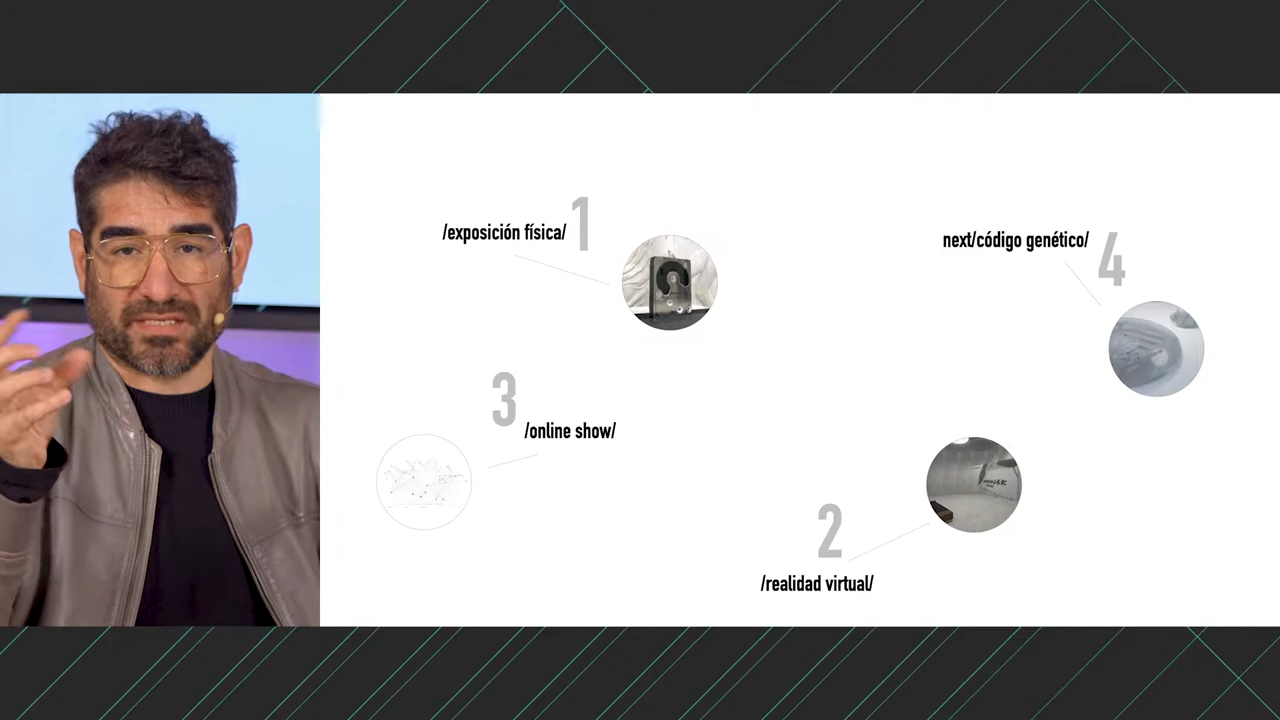 /exposición física/ 1
next/código genético/ 4
3
/online show/
2
/realidad virtual/